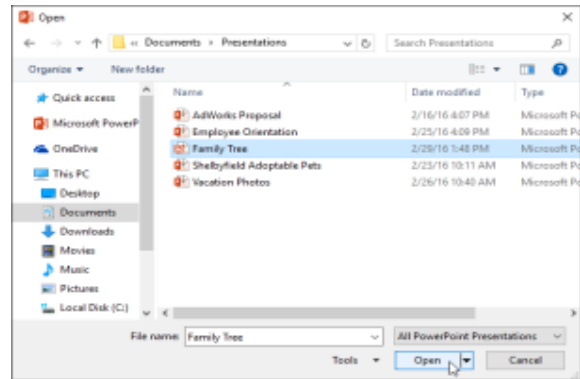 Open
« Documents › Presentations
Search Presentations
Organize
New folder
Name
Date modified
Type
Quick access
Microsoft PowerP
OneDrive
This PC
Desktop
Documents
Downloads
Movies
Music
Pictures
Local Disk (C:)
AdWorks Proposal 2/16/16 4:07 PM Microsoft Po
Employee Orientation 2/25/16 4:09 PM Microsoft Po
Family Tree 2/29/16 1:48 PM Microsoft Po
Shelbyfield Adoptable Pets 2/23/16 10:11 AM Microsoft Po
Vacation Photos 2/26/16 10:40 AM Microsoft Po
File name: Family Tree
All PowerPoint Presentations
Tools
Open
Cancel